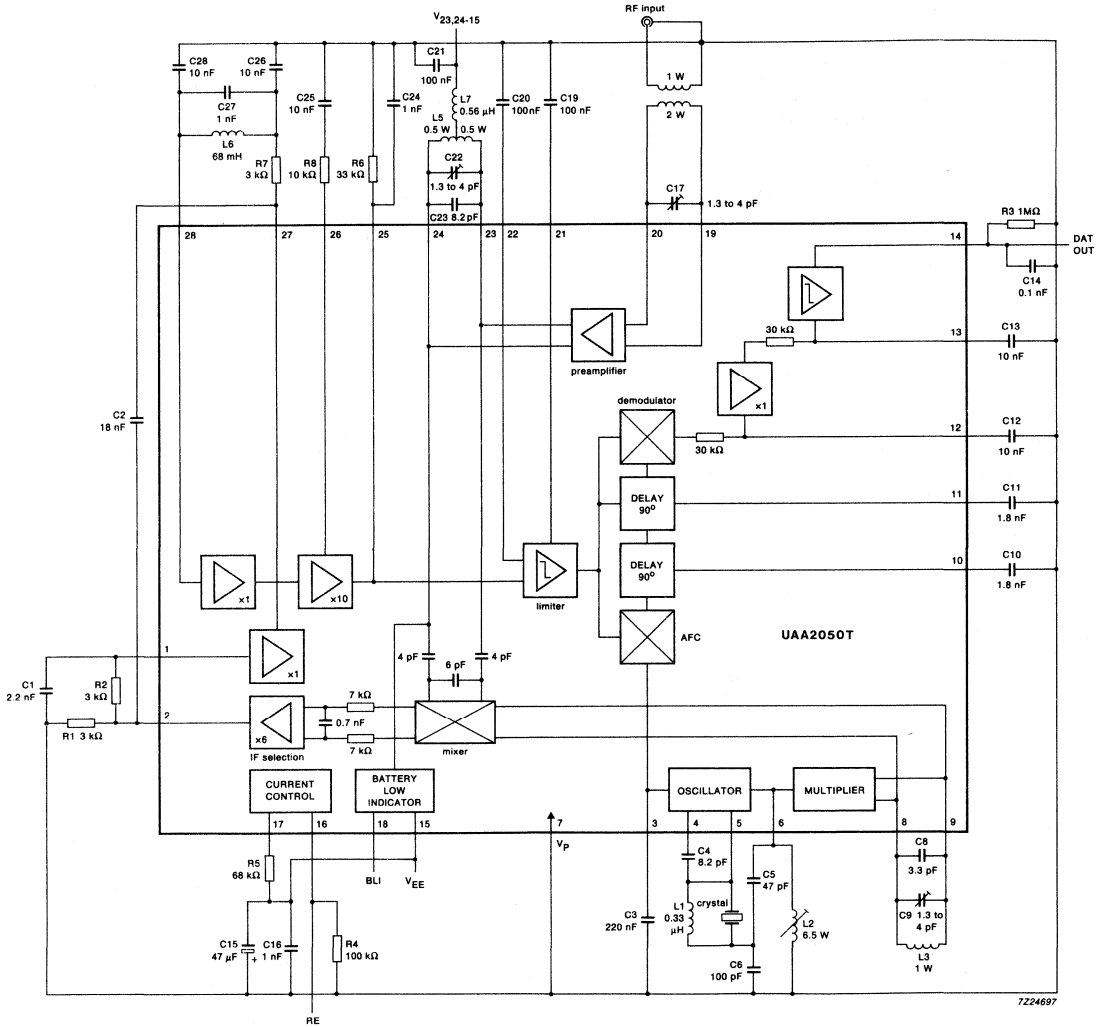 RF input
V23,24-15
C28
10 nF
C26
10 nF
C27
1 nF
L6
68 mH
R7
3 kΩ
C25
10 nF
R8
10 kΩ
R6
33 kΩ
C24
1 nF
C21
100 nF
L7
0.56 µH
L5
0.5 W 0.5 W
C22
1.3 to 4 pF
C23 8.2 pF
C20
100 nF
C19
100 nF
1 W
2 W
C17
1.3 to 4 pF
28
27
26
25
24
23
22
21
20
19
14
R3 1MΩ
DAT
OUT
C14
0.1 nF
30 kΩ
13
C13
10 nF
preamplifier
x1
C2
18 nF
demodulator
30 kΩ
12
C12
10 nF
DELAY
90°
11
C11
1.8 nF
DELAY
90°
10
C10
1.8 nF
x1
x10
limiter
AFC
UAA2050T
1
x1
4 pF
6 pF
4 pF
C1
2.2 nF
R2
3 kΩ
2
R1 3 kΩ
x6
IF selection
7 kΩ
0.7 nF
7 kΩ
mixer
CURRENT
CONTROL
BATTERY
LOW
INDICATOR
OSCILLATOR
MULTIPLIER
17
16
18
15
7
3
4
5
6
8
9
VP
R5
68 kΩ
BLI
VEE
C4
8.2 pF
C5
47 pF
C8
3.3 pF
L1
0.33
µH
crystal
C3
220 nF
L2
6.5 W
C9 1.3 to
4 pF
L3
1 W
C15
47 µF
+
C16
1 nF
R4
100 kΩ
C6
100 pF
RE
7Z24697